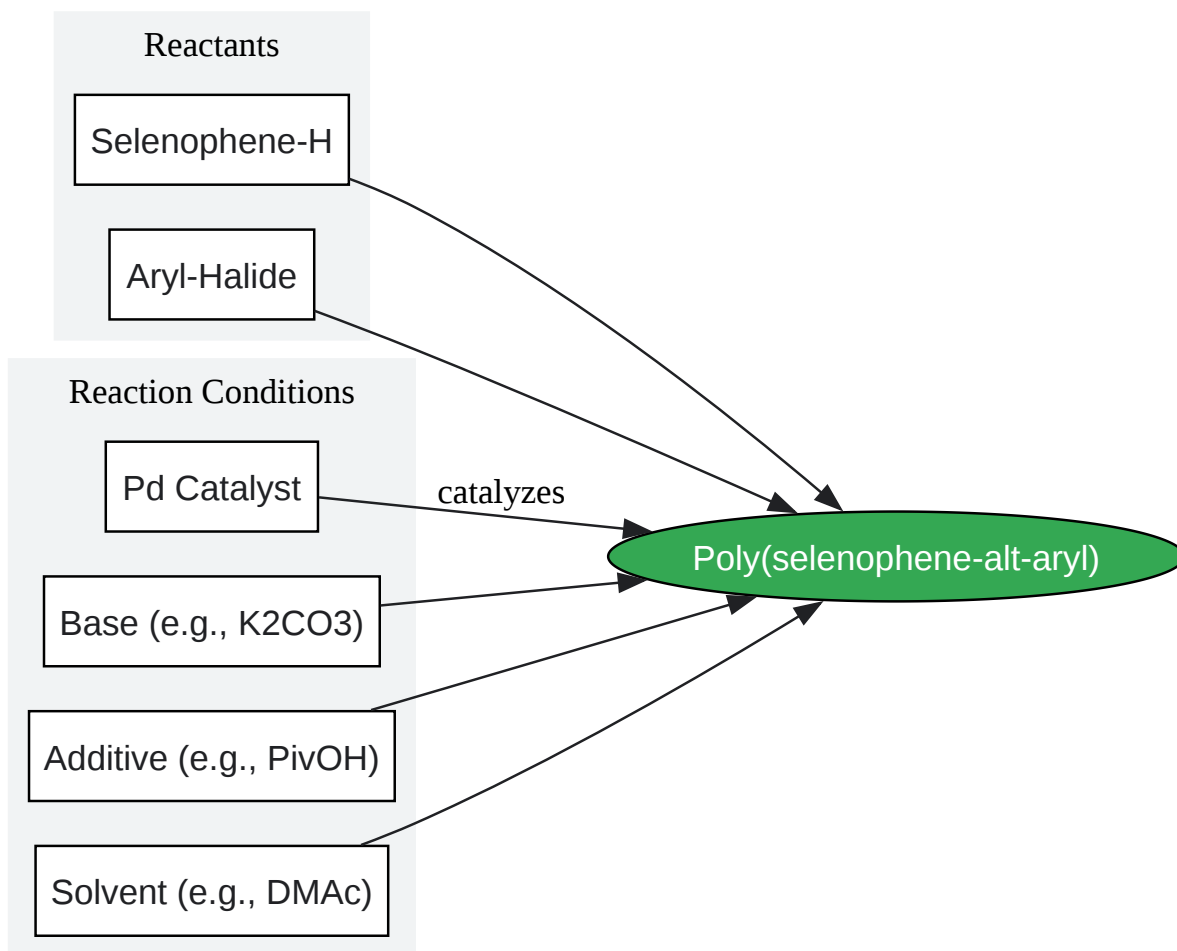 Reactants
Selenophene-H
Aryl-Halide
Reaction Conditions
Pd Catalyst
catalyzes
Poly(selenophene-alt-aryl)
Base (e.g., K2CO3)
Additive (e.g., PivOH)
Solvent (e.g., DMAc)